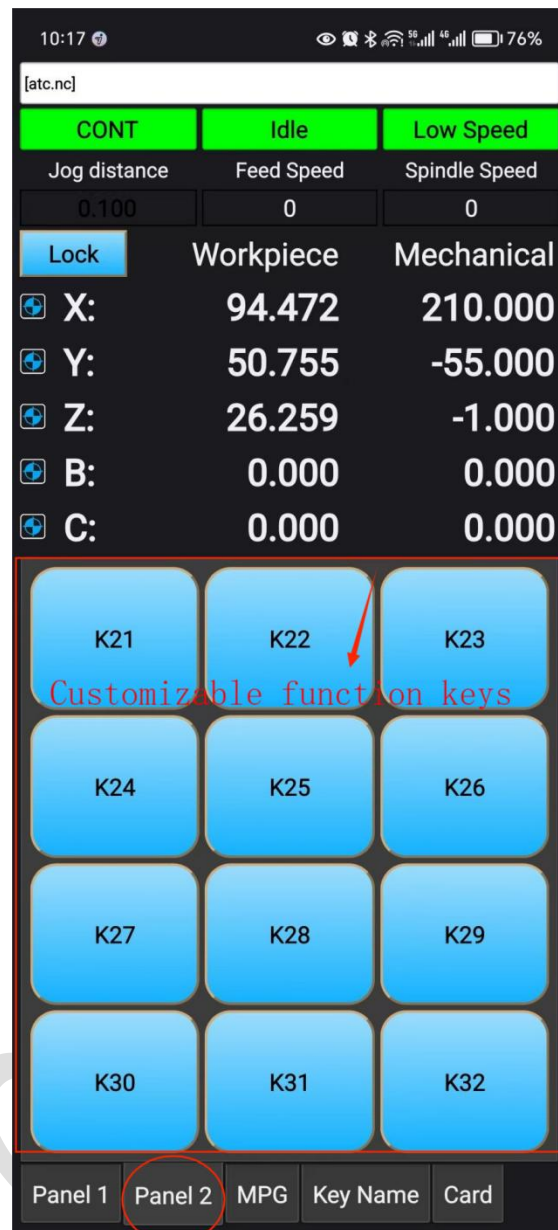 10:17 5G 4G 76%
[atc.nc]
CONT Idle Low Speed
Jog distance Feed Speed Spindle Speed
0.100 0 0
Lock Workpiece Mechanical
X: 94.472 210.000
Y: 50.755 -55.000
Z: 26.259 -1.000
B: 0.000 0.000
C: 0.000 0.000
K21 K22 K23
Customizable function keys
K24 K25 K26
K27 K28 K29
K30 K31 K32
Panel 1 Panel 2 MPG Key Name Card